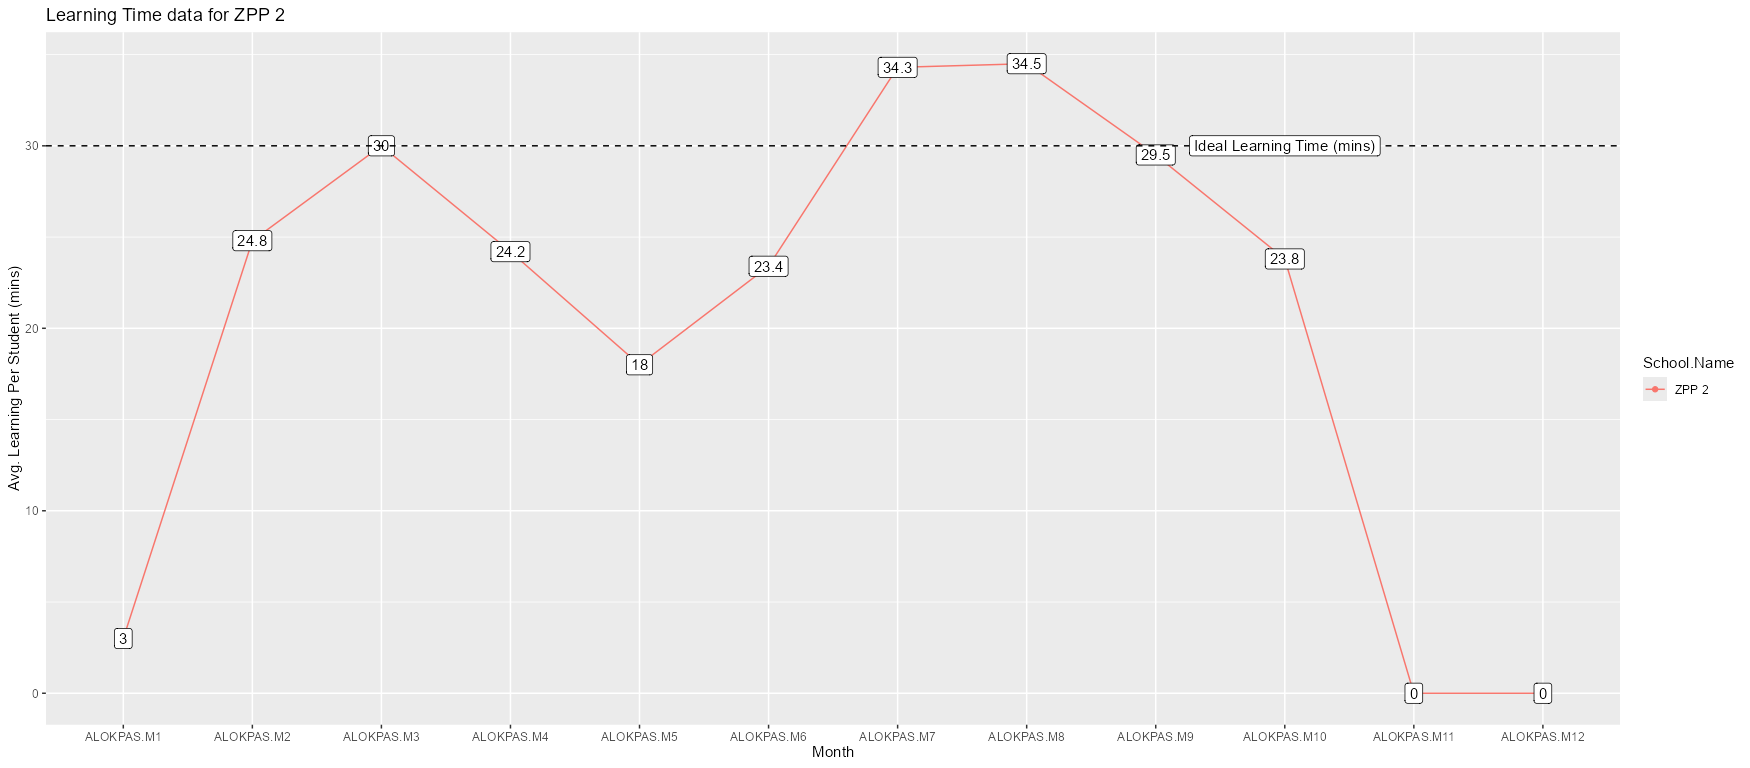 Learning Time data for ZPP 2
Avg. Learning Per Student (mins)
30
20
10
0
3
24.8
30
24.2
18
23.4
34.3
34.5
29.5
Ideal Learning Time (mins)
23.8
0
0
ALOKPAS.M1
ALOKPAS.M2
ALOKPAS.M3
ALOKPAS.M4
ALOKPAS.M5
ALOKPAS.M6
ALOKPAS.M7
ALOKPAS.M8
ALOKPAS.M9
ALOKPAS.M10
ALOKPAS.M11
ALOKPAS.M12
Month
School.Name
ZPP 2